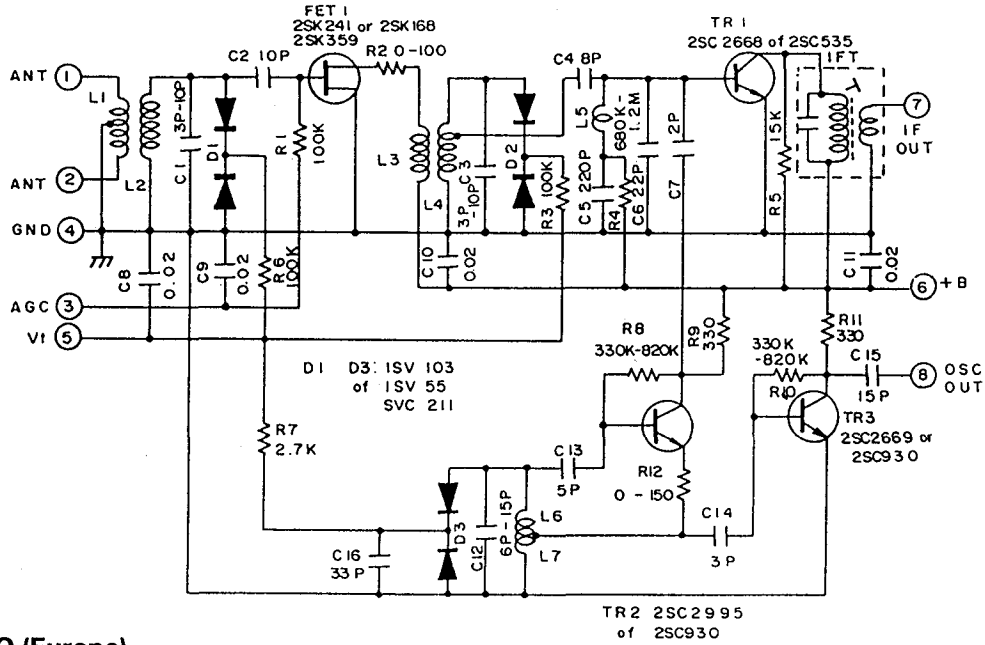 FET 1
2SK241 or 2SK168
2SK359
TR 1
2SC 2668 of 2SC535
C2 10P
R2 0-100
C4 8P
1FT
ANT 1
L1
3P-10P
C1
D1
R1
100K
L5
680K-
1.2M
2P
15K
7
IF
OUT
ANT 2
L2
L3
L4
C3
3P
-10P
D2
R3 100K
C5 220P
R4
C6 22P
C7
R5
GND 4
C8
0.02
C9
0.02
R6
100K
C10
0.02
C11
0.02
6 +B
AGC 3
Vt 5
R8
330K-820K
R9
330
R11
330
330K
-820K
R10
C15
15P
8 OSC
OUT
D1 D3: 1SV 103
of 1SV 55
SVC 211
TR3
2SC2669 or
2SC930
R7
2.7K
C13
5P
R12
0-150
C14
3P
C16
33P
D3
C12
6P-15P
L6
L7
TR2 2SC2995
of 2SC930
(Europe)